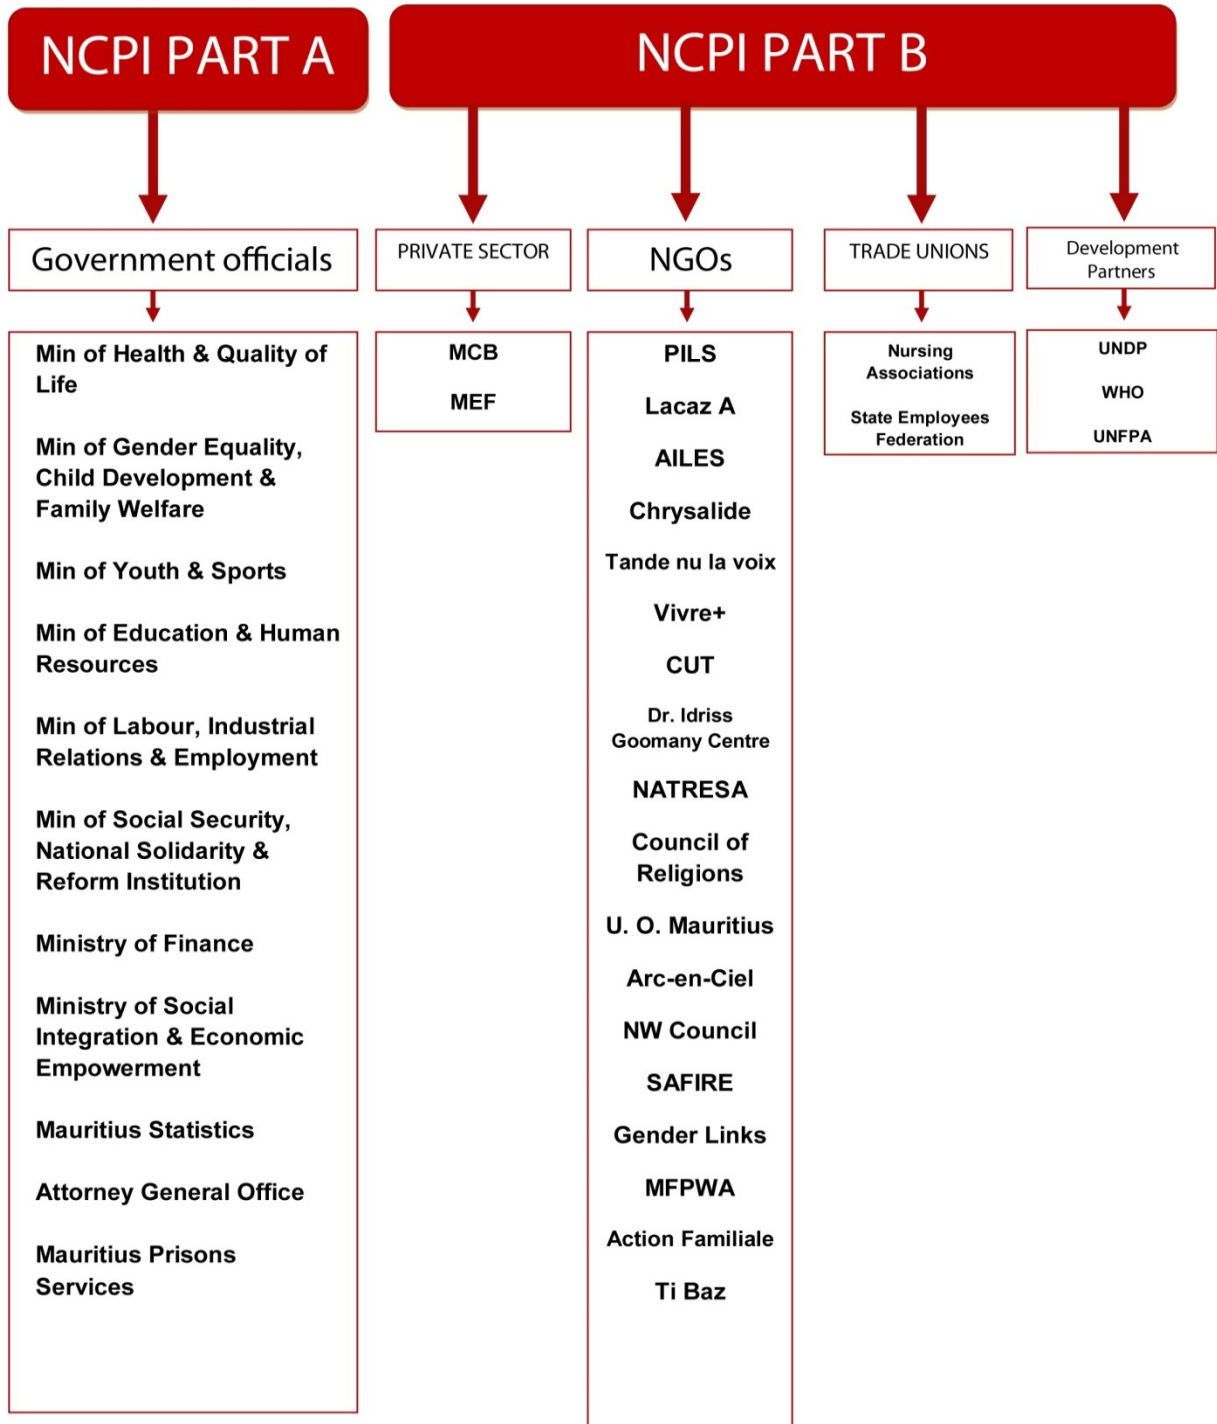 NCPI PART A
NCPI PART B
Government officials
PRIVATE SECTOR
NGOs
TRADE UNIONS
Development
Partners
Min of Health & Quality of
Life
Min of Gender Equality,
Child Development &
Family Welfare
Min of Youth & Sports
Min of Education & Human
Resources
Min of Labour, Industrial
Relations & Employment
Min of Social Security,
National Solidarity &
Reform Institution
Ministry of Finance
Ministry of Social
Integration & Economic
Empowerment
Mauritius Statistics
Attorney General Office
Mauritius Prisons
Services
MCB
MEF
PILS
Lacaz A
AILES
Chrysalide
Tande nu la voix
Vivre+
CUT
Dr. Idriss
Goomany Centre
NATRESA
Council of
Religions
U. O. Mauritius
Arc-en-Ciel
NW Council
SAFIRE
Gender Links
MFPWA
Action Familiale
Ti Baz
Nursing
Associations
State Employees
Federation
UNDP
WHO
UNFPA